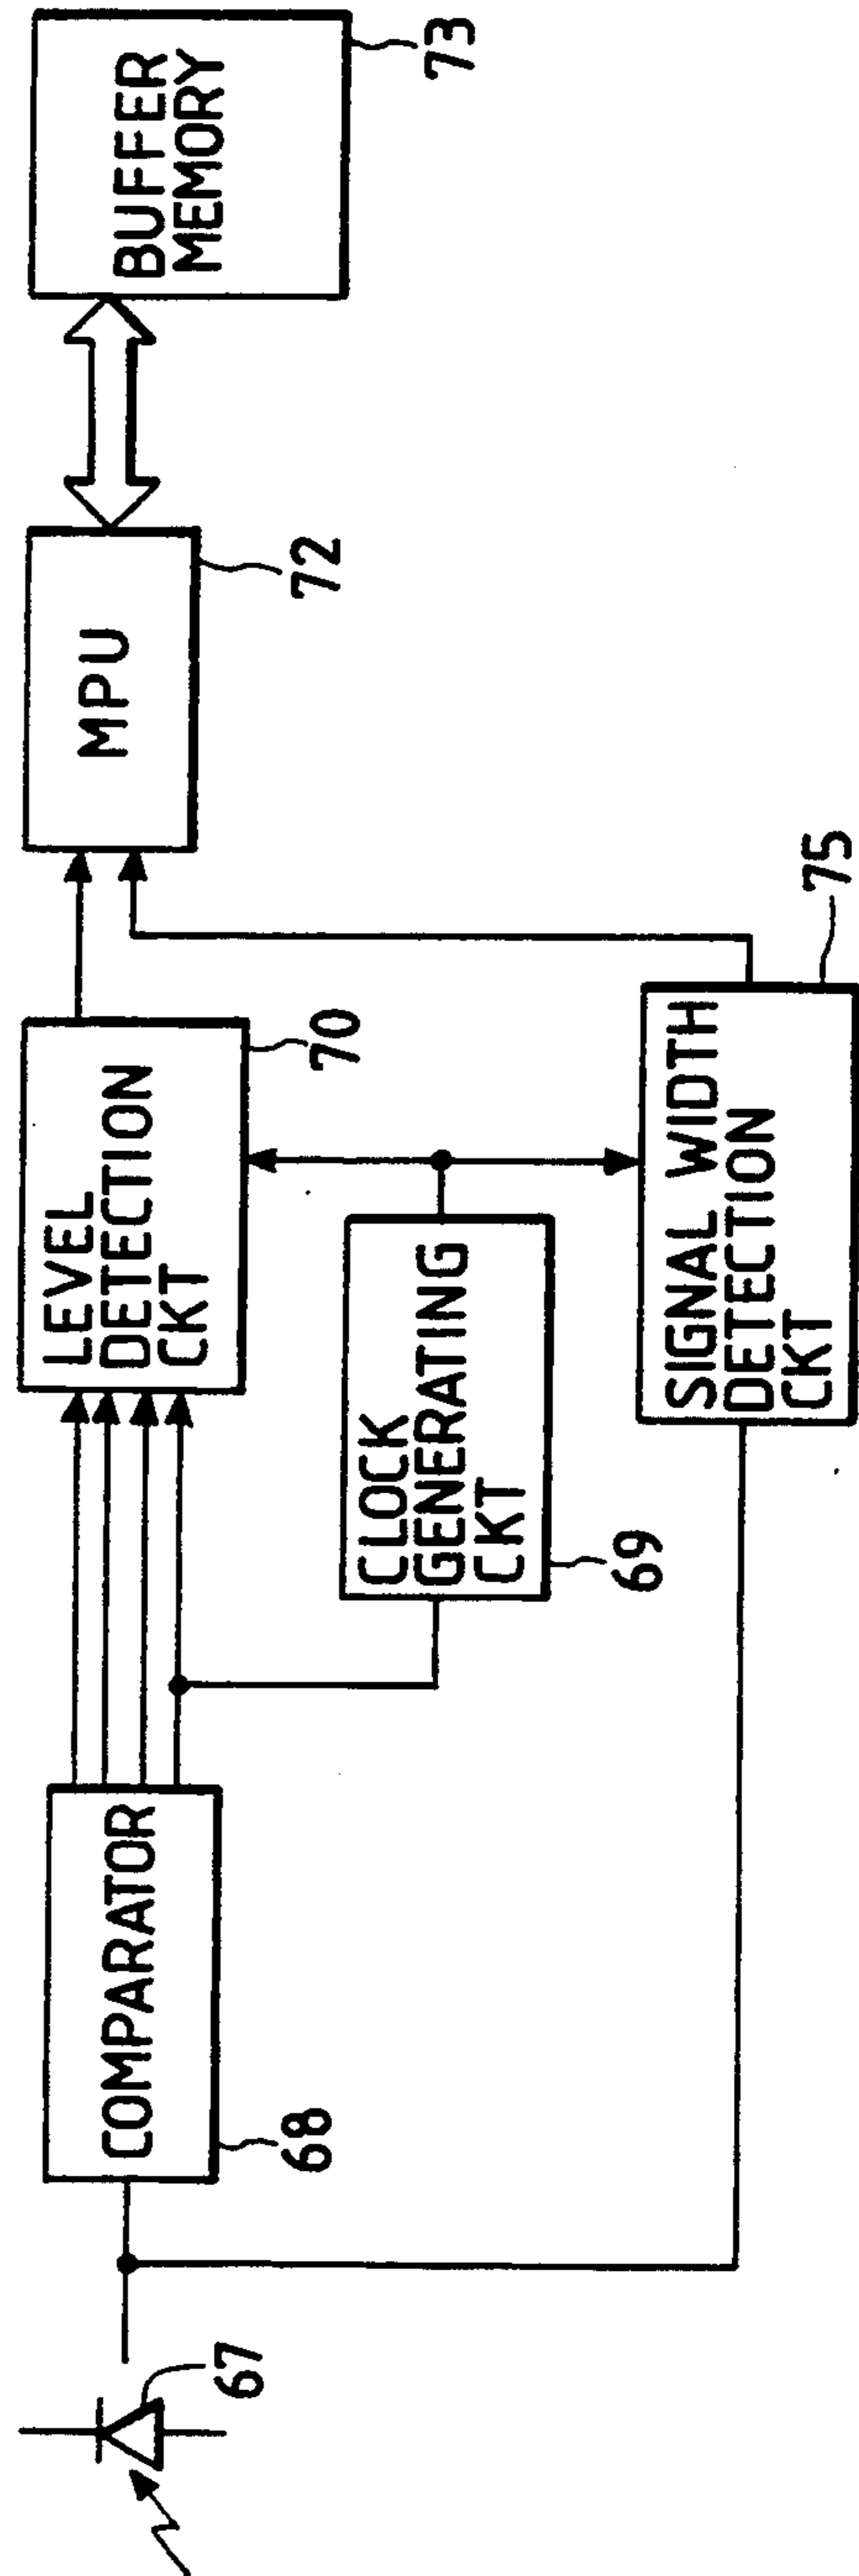 67
COMPARATOR
68
LEVEL
DETECTION
CKT
70
CLOCK
GENERATING
CKT
69
SIGNAL WIDTH
DETECTION
CKT
75
MPU
72
BUFFER
MEMORY
73